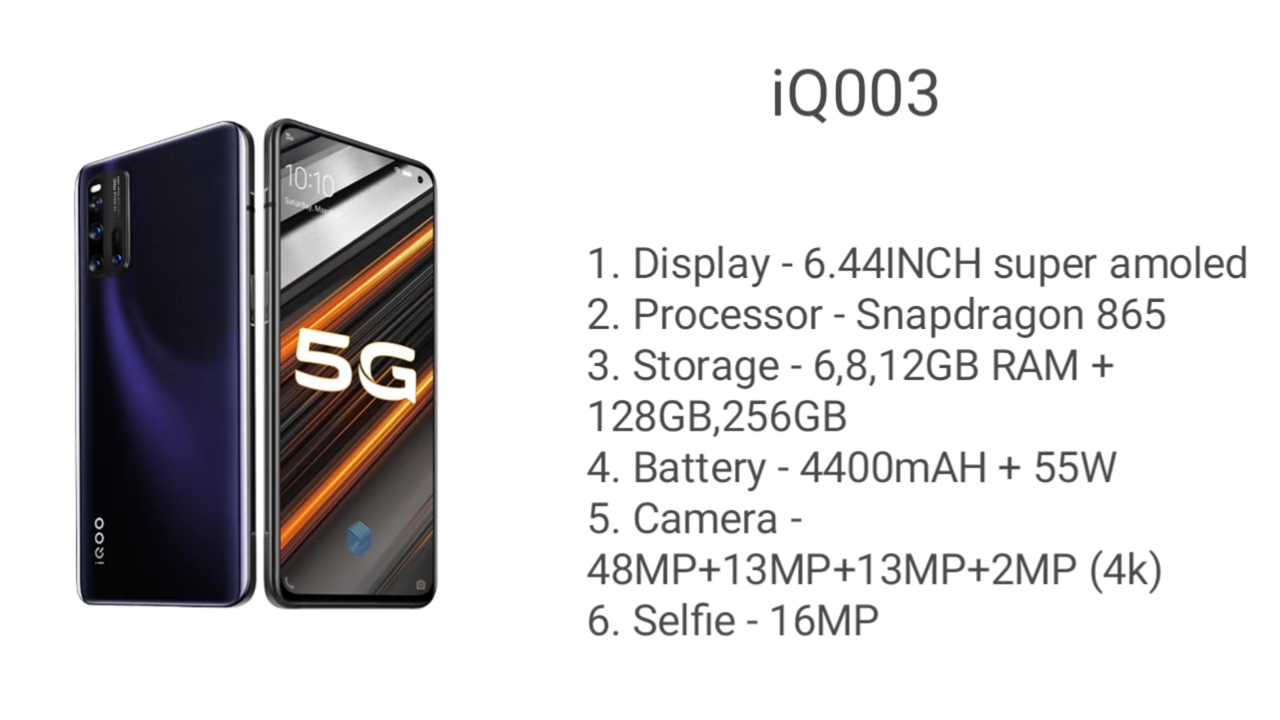 iQ003
10:10
5G
iQOO
1. Display - 6.44INCH super amoled
2. Processor - Snapdragon 865
3. Storage - 6,8,12GB RAM +
128GB,256GB
4. Battery - 4400mAH + 55W
5. Camera -
48MP+13MP+13MP+2MP (4k)
6. Selfie - 16MP